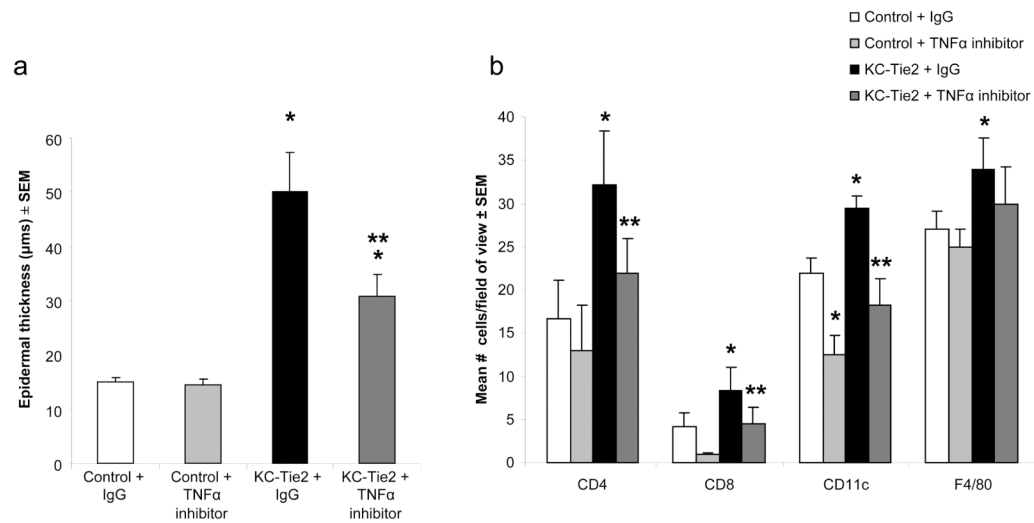 a
Epidermal thickness (µms) ± SEM
60
50
40
30
20
10
0
*
**
*
Control +
IgG
Control +
TNFα
inhibitor
KC-Tie2 +
IgG
KC-Tie2 +
TNFα
inhibitor
b
Control + IgG
Control + TNFα inhibitor
KC-Tie2 + IgG
KC-Tie2 + TNFα inhibitor
Mean # cells/field of view ± SEM
40
35
30
25
20
15
10
5
0
*
**
*
**
*
*
**
*
CD4
CD8
CD11c
F4/80